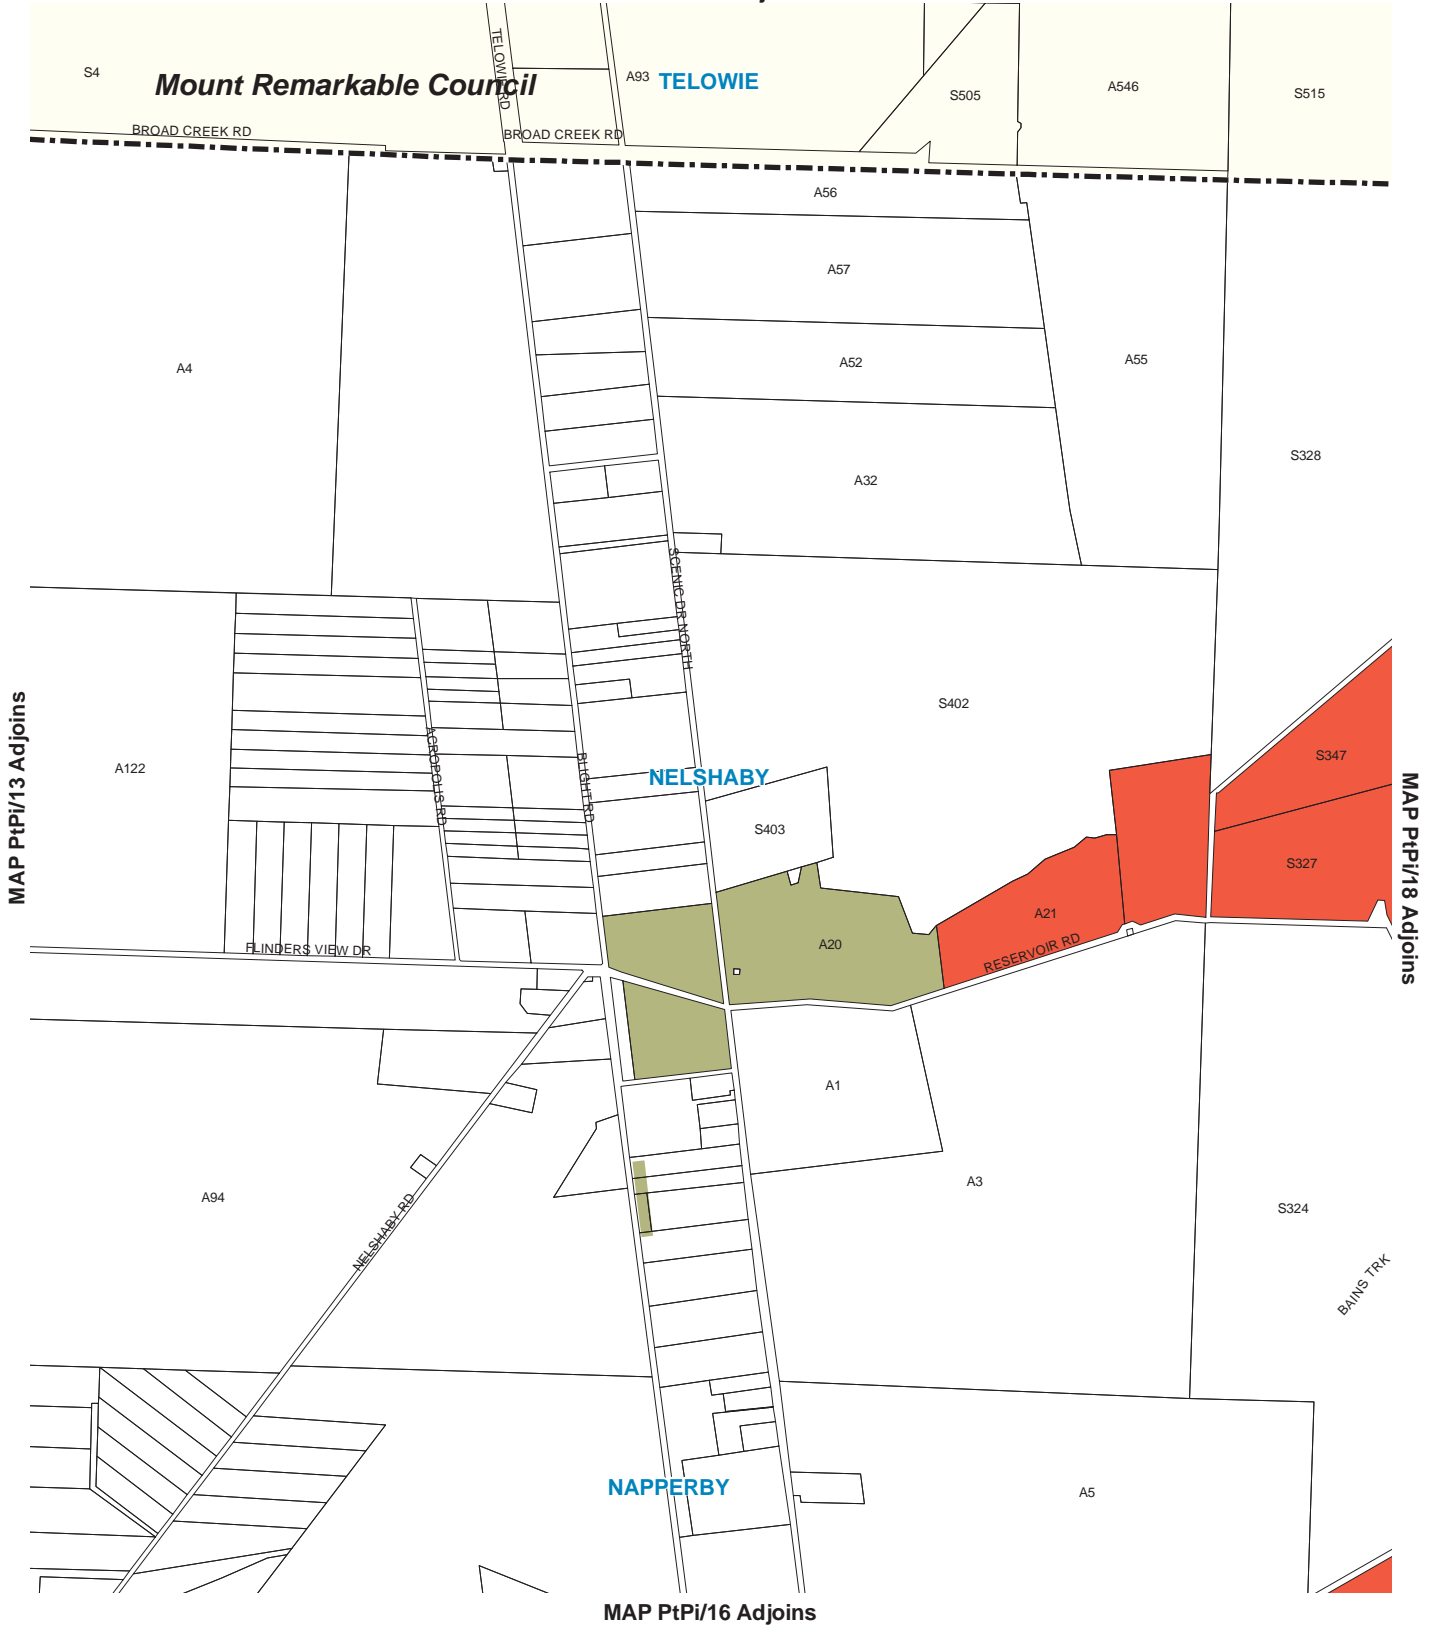 S4
Mount Remarkable Council
TELOWIE RD
A93
TELOWIE
S505
A546
S515
BROAD CREEK RD
BROAD CREEK RD
A56
A57
A4
A52
A55
S328
A32
SCENIC DR NORTH
S402
MAP PtPi/13 Adjoins
A122
ACROPOLIS RD
BLIGHT RD
NELSHABY
S403
S347
MAP PtPi/18 Adjoins
S327
A21
A20
RESERVOIR RD
FLINDERS VIEW DR
A1
A94
NELSHABY RD
A3
S324
BAINS TRK
NAPPERBY
A5
MAP PtPi/16 Adjoins